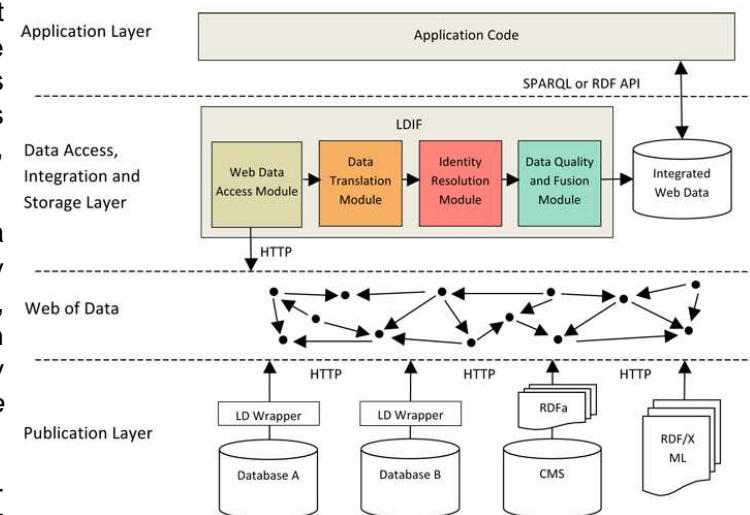 Application Layer
Application Code
SPARQL or RDF API
LDIF
Data Access,
Integration and
Storage Layer
Web Data
Access Module
Data
Translation
Module
Identity
Resolution
Module
Data Quality
and Fusion
Module
Integrated
Web Data
HTTP
Web of Data
HTTP
HTTP
HTTP
Publication Layer
LD Wrapper
LD Wrapper
RDFa
RDF/X
ML
Database A
Database B
CMS